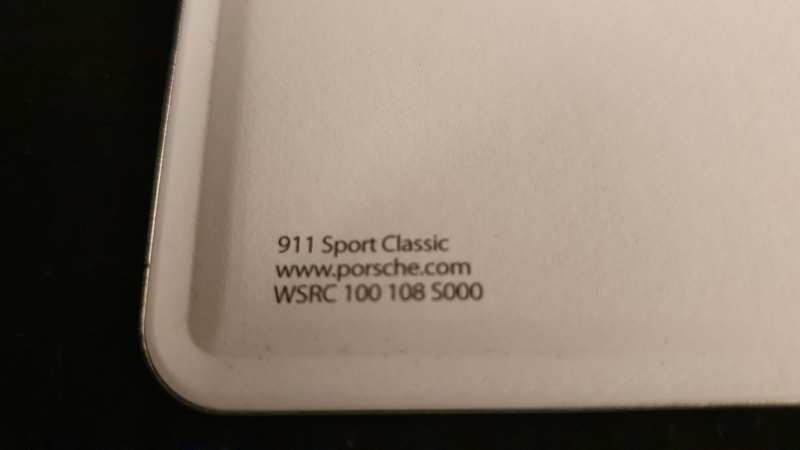 911 Sport Classic
www.porsche.com
WSRC 100 108 S000